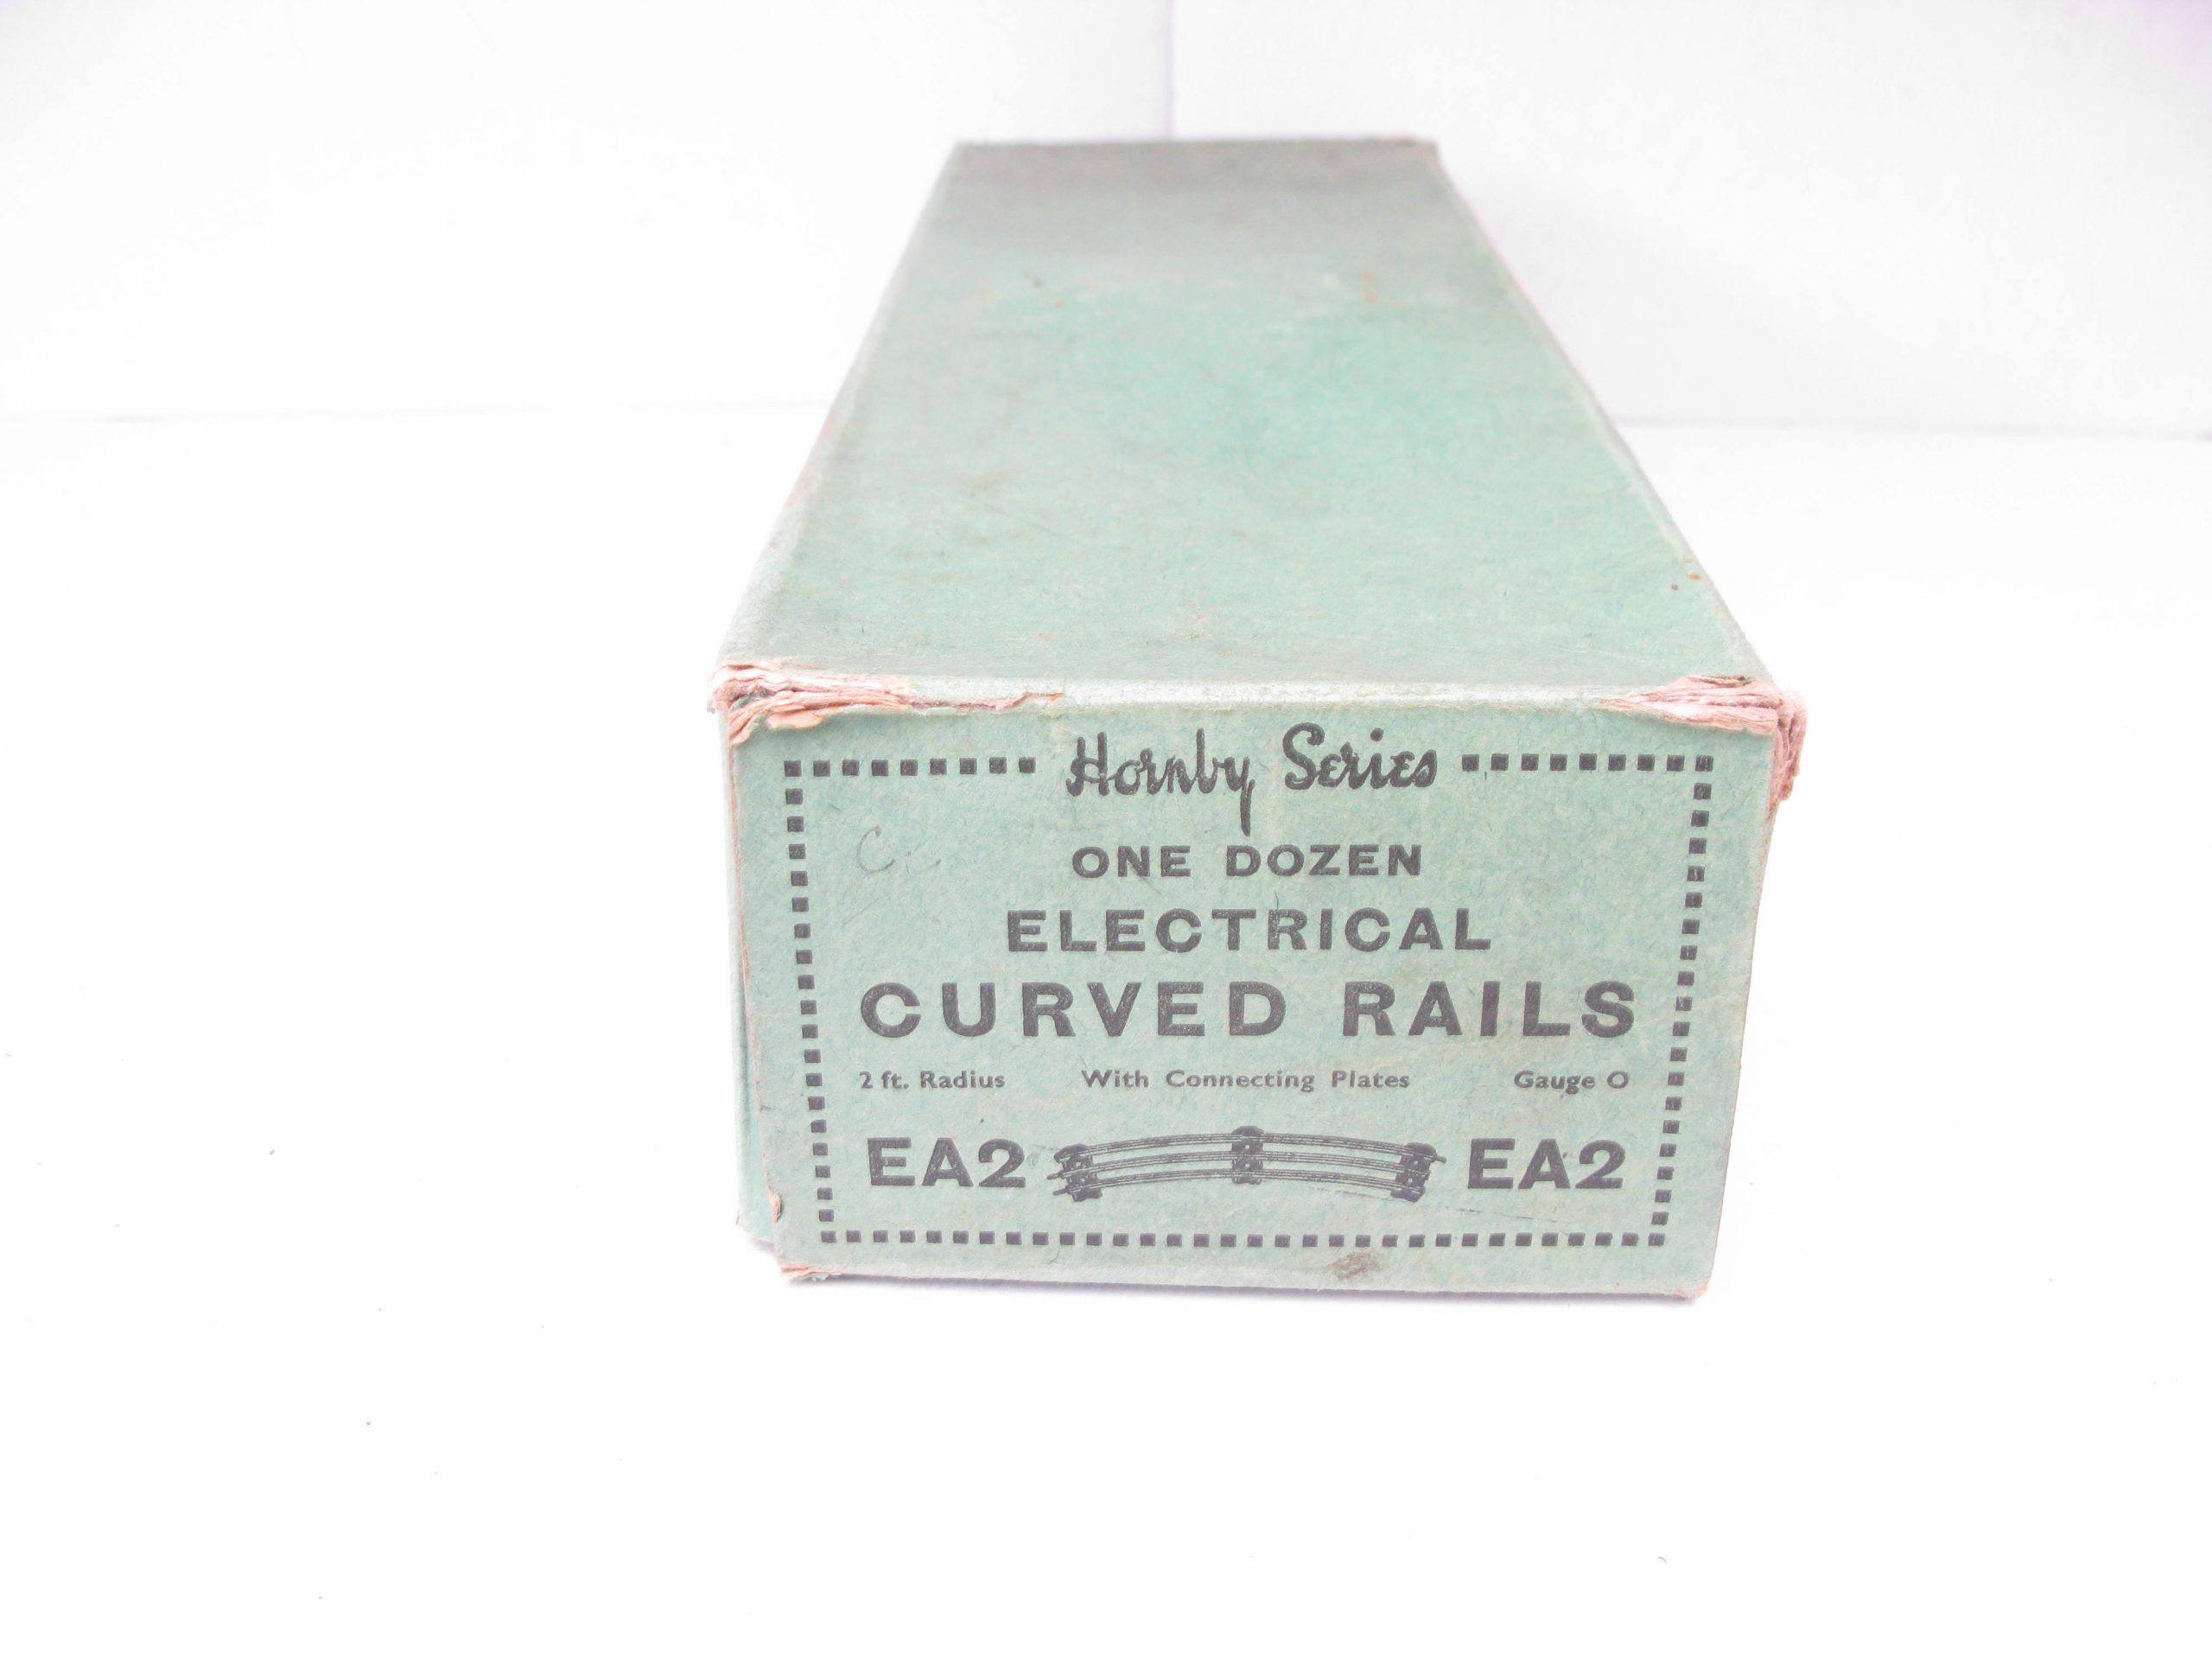 Hornby Series
ONE DOZEN
ELECTRICAL
CURVED RAILS
2 ft. Radius With Connecting Plates Gauge O
EA2 EA2